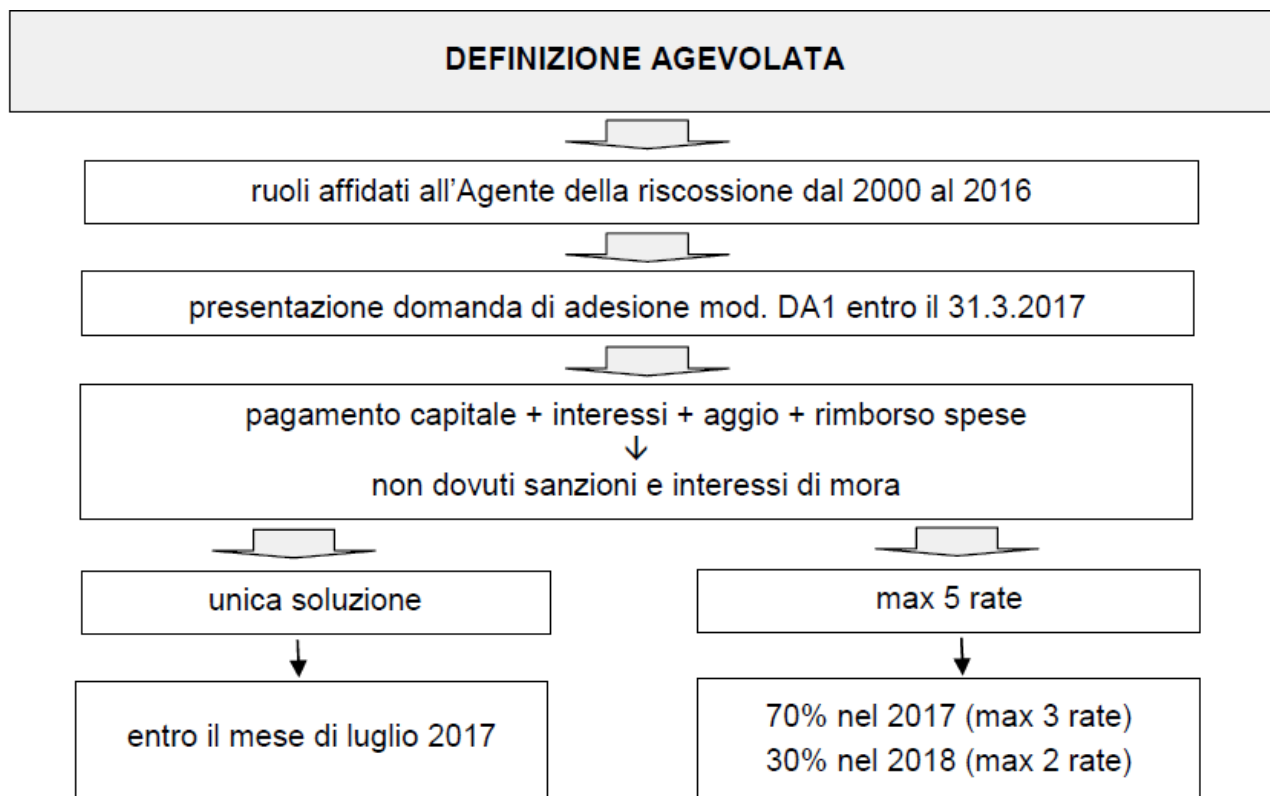 DEFINIZIONE AGEVOLATA
ruoli affidati all'Agente della riscossione dal 2000 al 2016
presentazione domanda di adesione mod. DA1 entro il 31.3.2017
pagamento capitale + interessi + aggio + rimborso spese
↓
non dovuti sanzioni e interessi di mora
unica soluzione
max 5 rate
entro il mese di luglio 2017
70% nel 2017 (max 3 rate)
30% nel 2018 (max 2 rate)